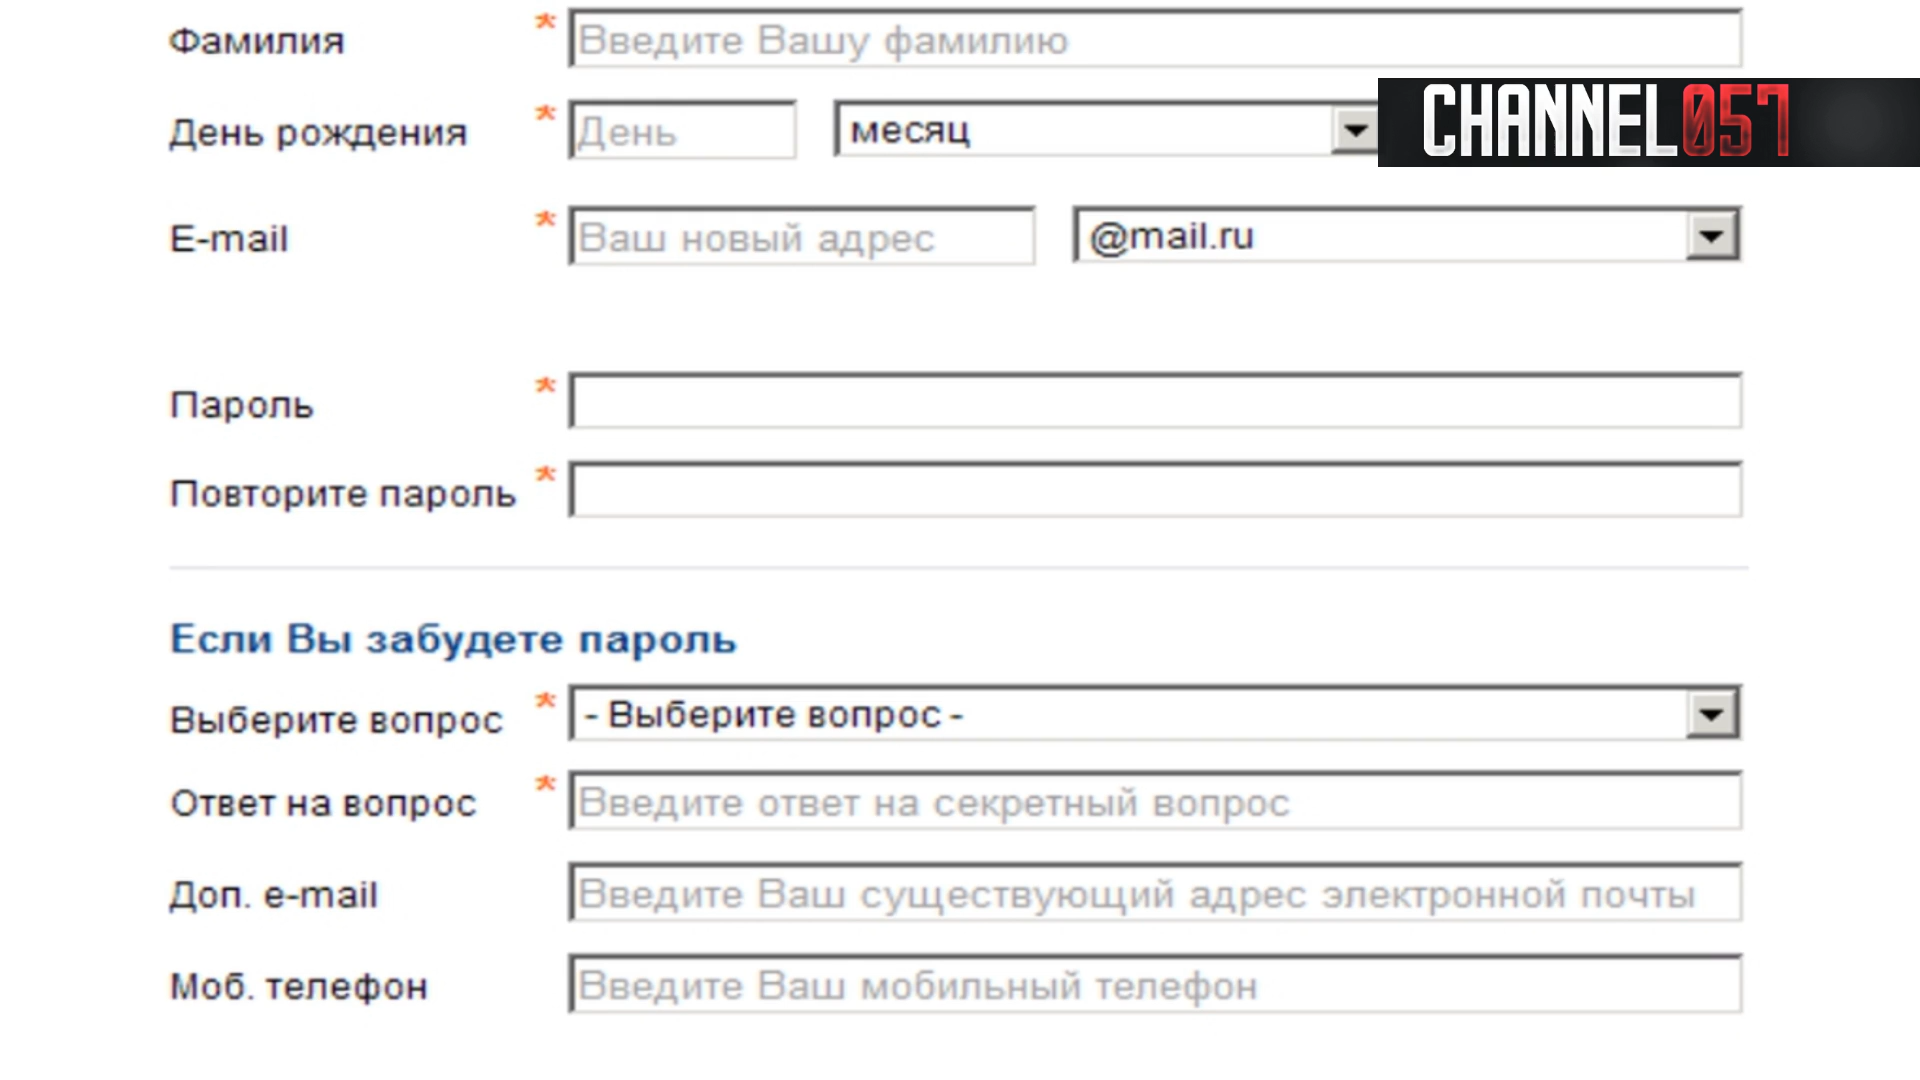 Фамилия * Введите Вашу фамилию
День рождения * День месяц
CHANNEL057
E-mail * Ваш новый адрес @mail.ru
Пароль *
Повторите пароль *
Если Вы забудете пароль
Выберите вопрос * - Выберите вопрос -
Ответ на вопрос * Введите ответ на секретный вопрос
Доп. e-mail Введите Ваш существующий адрес электронной почты
Моб. телефон Введите Ваш мобильный телефон